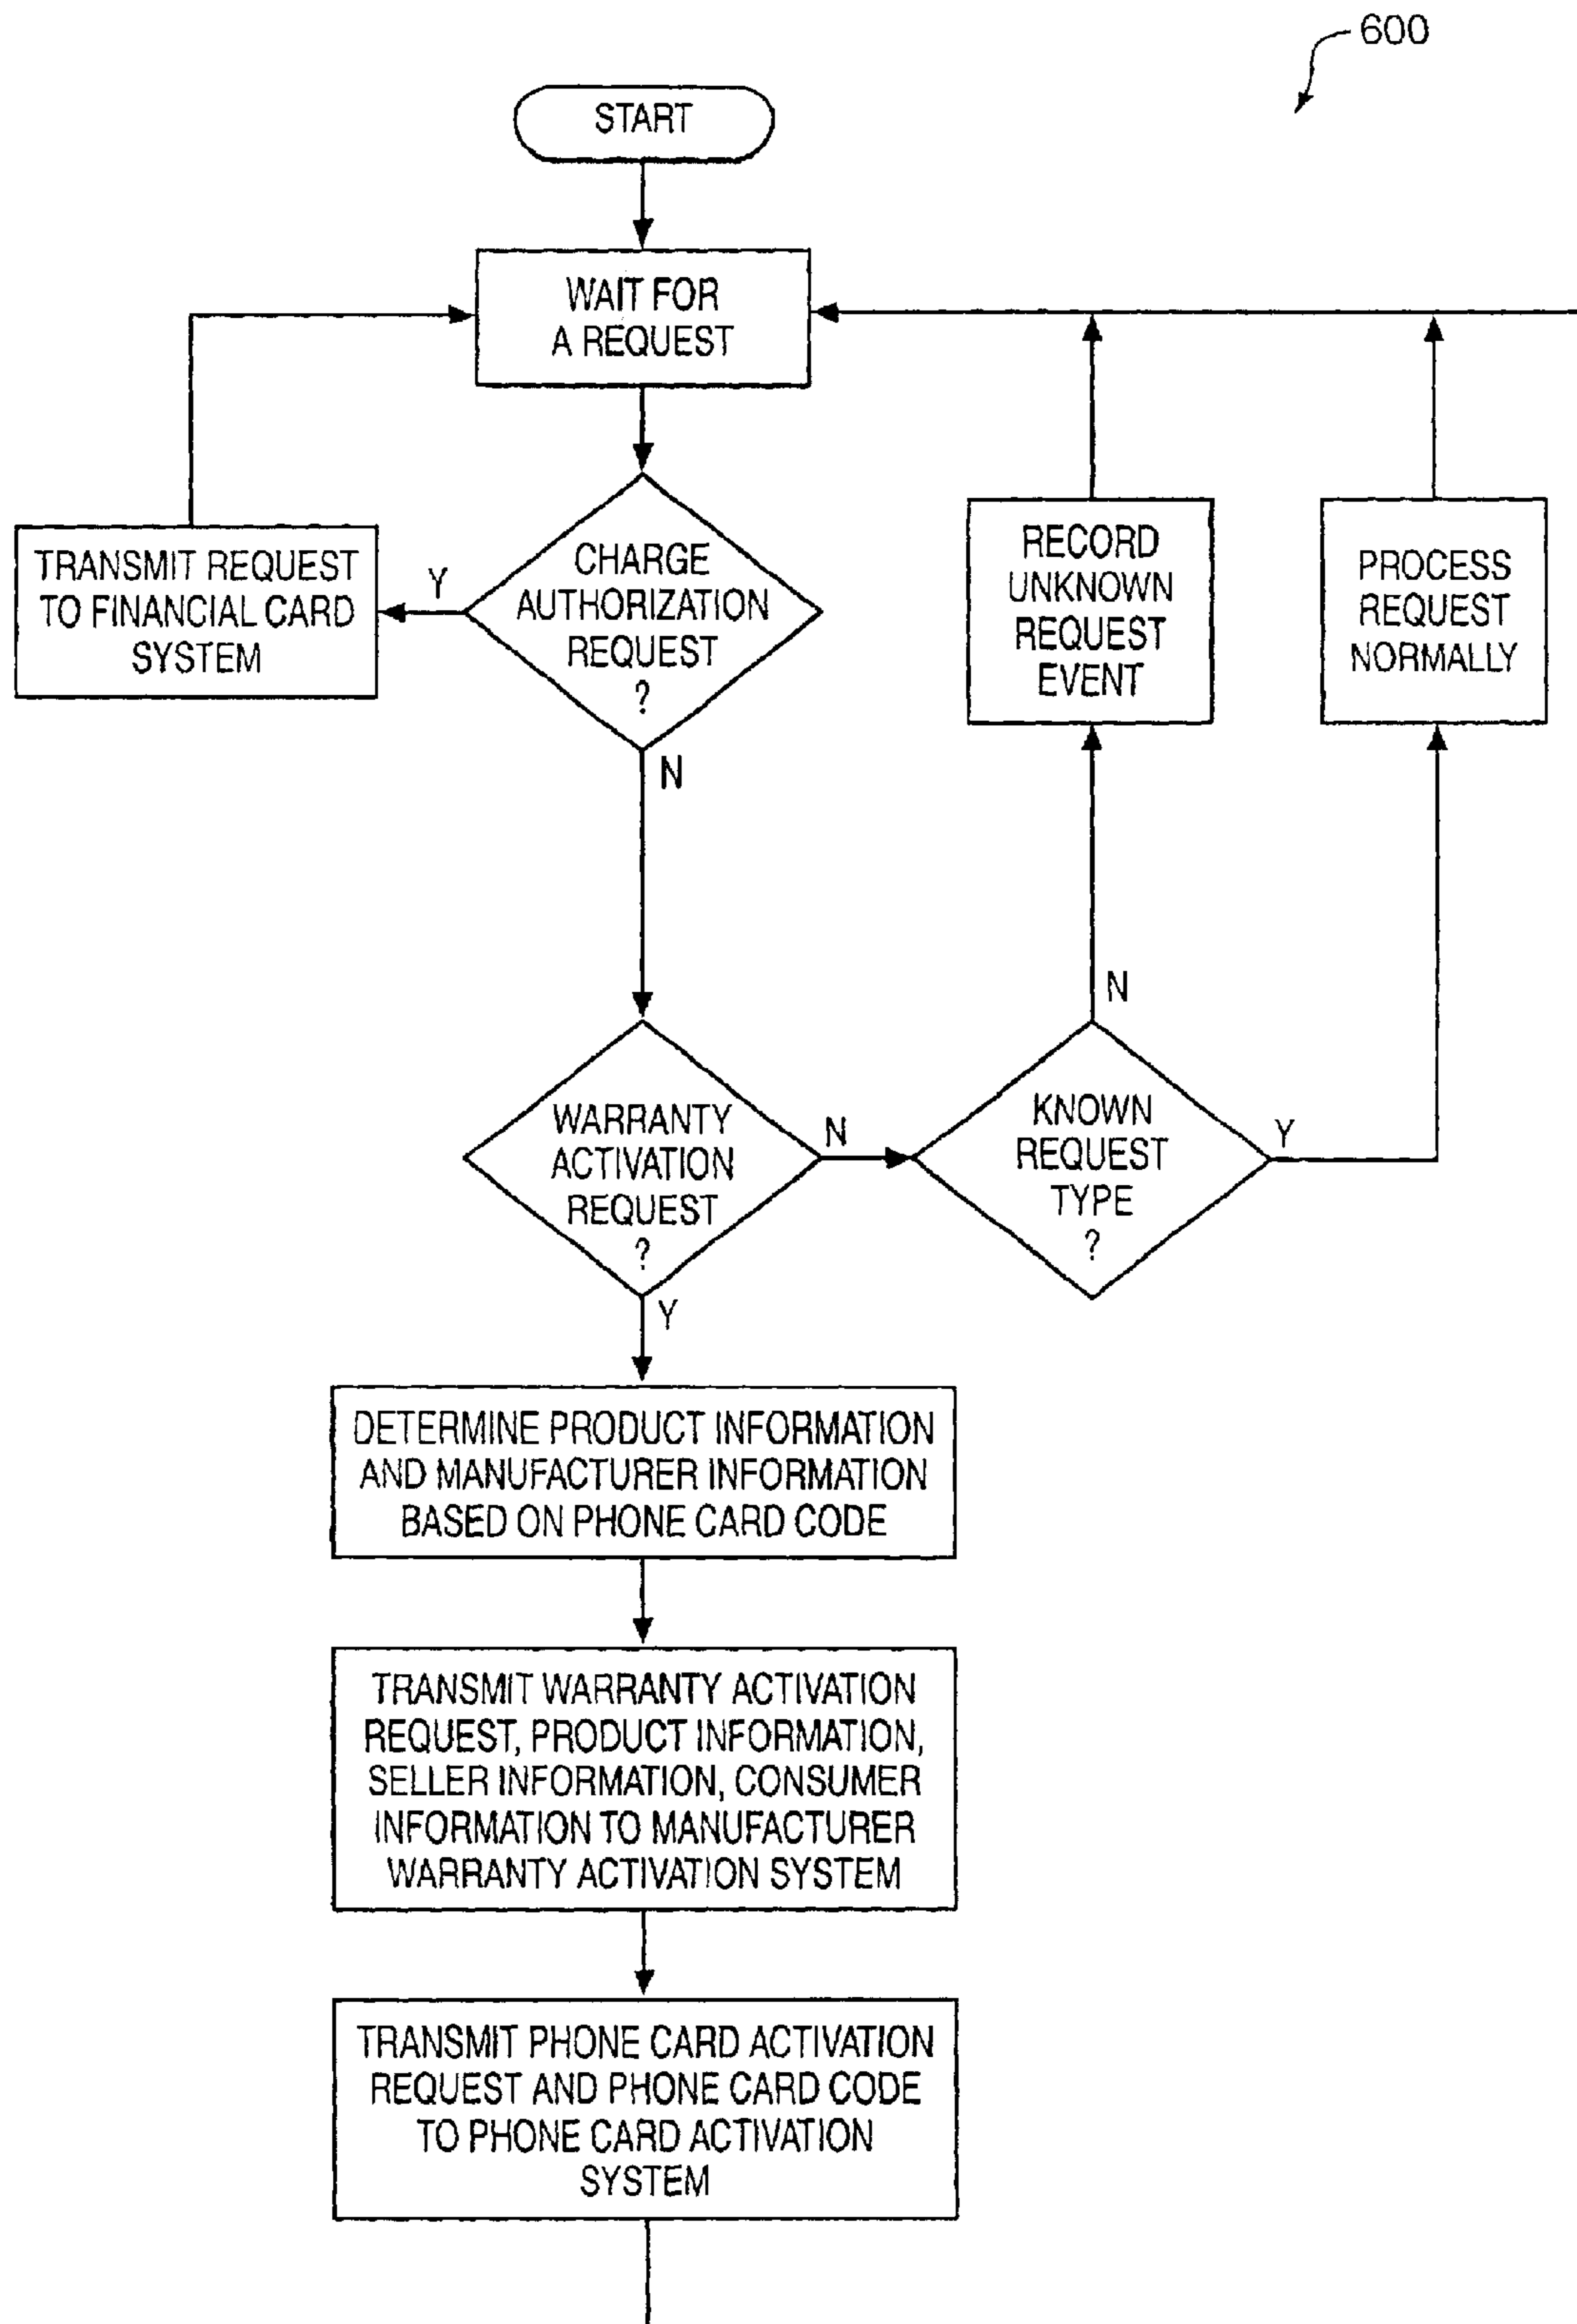 600
START
WAIT FOR
A REQUEST
TRANSMIT REQUEST
TO FINANCIAL CARD
SYSTEM
Y
CHARGE
AUTHORIZATION
REQUEST
?
N
RECORD
UNKNOWN
REQUEST
EVENT
PROCESS
REQUEST
NORMALLY
WARRANTY
ACTIVATION
REQUEST
?
N
Y
KNOWN
REQUEST
TYPE
?
N
Y
DETERMINE PRODUCT INFORMATION
AND MANUFACTURER INFORMATION
BASED ON PHONE CARD CODE
TRANSMIT WARRANTY ACTIVATION
REQUEST, PRODUCT INFORMATION,
SELLER INFORMATION, CONSUMER
INFORMATION TO MANUFACTURER
WARRANTY ACTIVATION SYSTEM
TRANSMIT PHONE CARD ACTIVATION
REQUEST AND PHONE CARD CODE
TO PHONE CARD ACTIVATION
SYSTEM